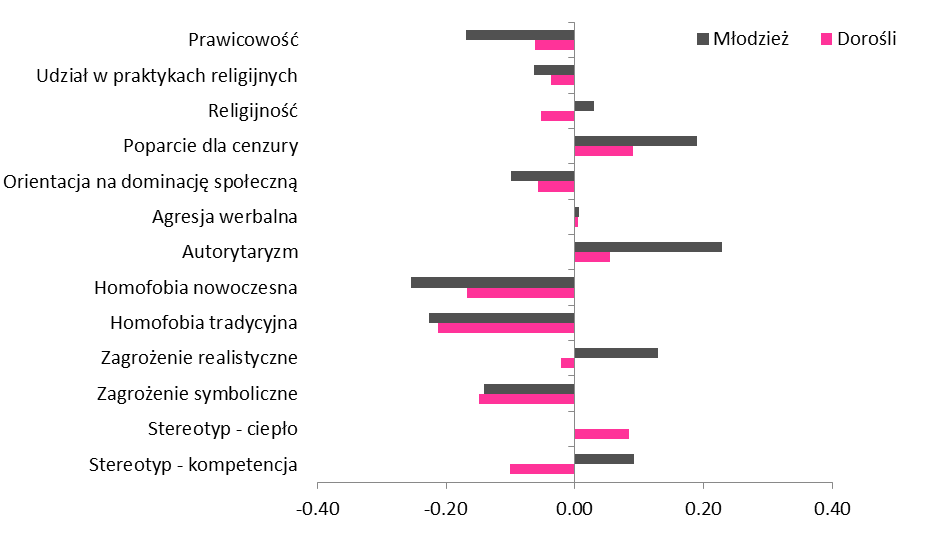 Młodzież Dorośli
Prawicowość
Udział w praktykach religijnych
Religijność
Poparcie dla cenzury
Orientacja na dominację społeczną
Agresja werbalna
Autorytaryzm
Homofobia nowoczesna
Homofobia tradycyjna
Zagrożenie realistyczne
Zagrożenie symboliczne
Stereotyp - ciepło
Stereotyp - kompetencja
-0.40 -0.20 0.00 0.20 0.40